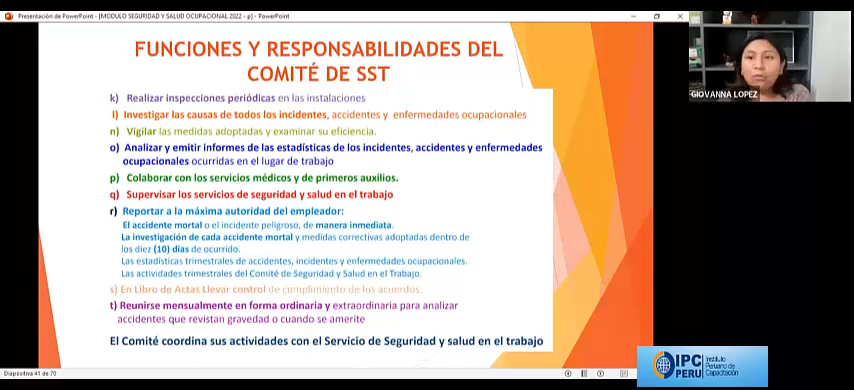 Presentación de PowerPoint - [MODULO SEGURIDAD Y SALUD OCUPACIONAL 2022 - p] - PowerPoint
FUNCIONES Y RESPONSABILIDADES DEL
COMITÉ DE SST
k) Realizar inspecciones periódicas en las instalaciones
l) Investigar las causas de todos los incidentes, accidentes y enfermedades ocupacionales
n) Vigilar las medidas adoptadas y examinar su eficiencia.
o) Analizar y emitir informes de las estadísticas de los incidentes, accidentes y enfermedades
ocupacionales ocurridas en el lugar de trabajo
p) Colaborar con los servicios médicos y de primeros auxilios.
q) Supervisar los servicios de seguridad y salud en el trabajo
r) Reportar a la máxima autoridad del empleador:
El accidente mortal o el incidente peligroso, de manera inmediata.
La investigación de cada accidente mortal y medidas correctivas adoptadas dentro de
los diez (10) días de ocurrido.
Las estadísticas trimestrales de accidentes, incidentes y enfermedades ocupacionales.
Las actividades trimestrales del Comité de Seguridad y Salud en el Trabajo.
s) En Libro de Actas Llevar control de cumplimiento de los acuerdos.
t) Reunirse mensualmente en forma ordinaria y extraordinaria para analizar
accidentes que revistan gravedad o cuando se amerite
El Comité coordina sus actividades con el Servicio de Seguridad y salud en el trabajo
Diapositiva 41 de 70
GIOVANNA LOPEZ
IPC PERU
Instituto
Peruano de
Capacitación